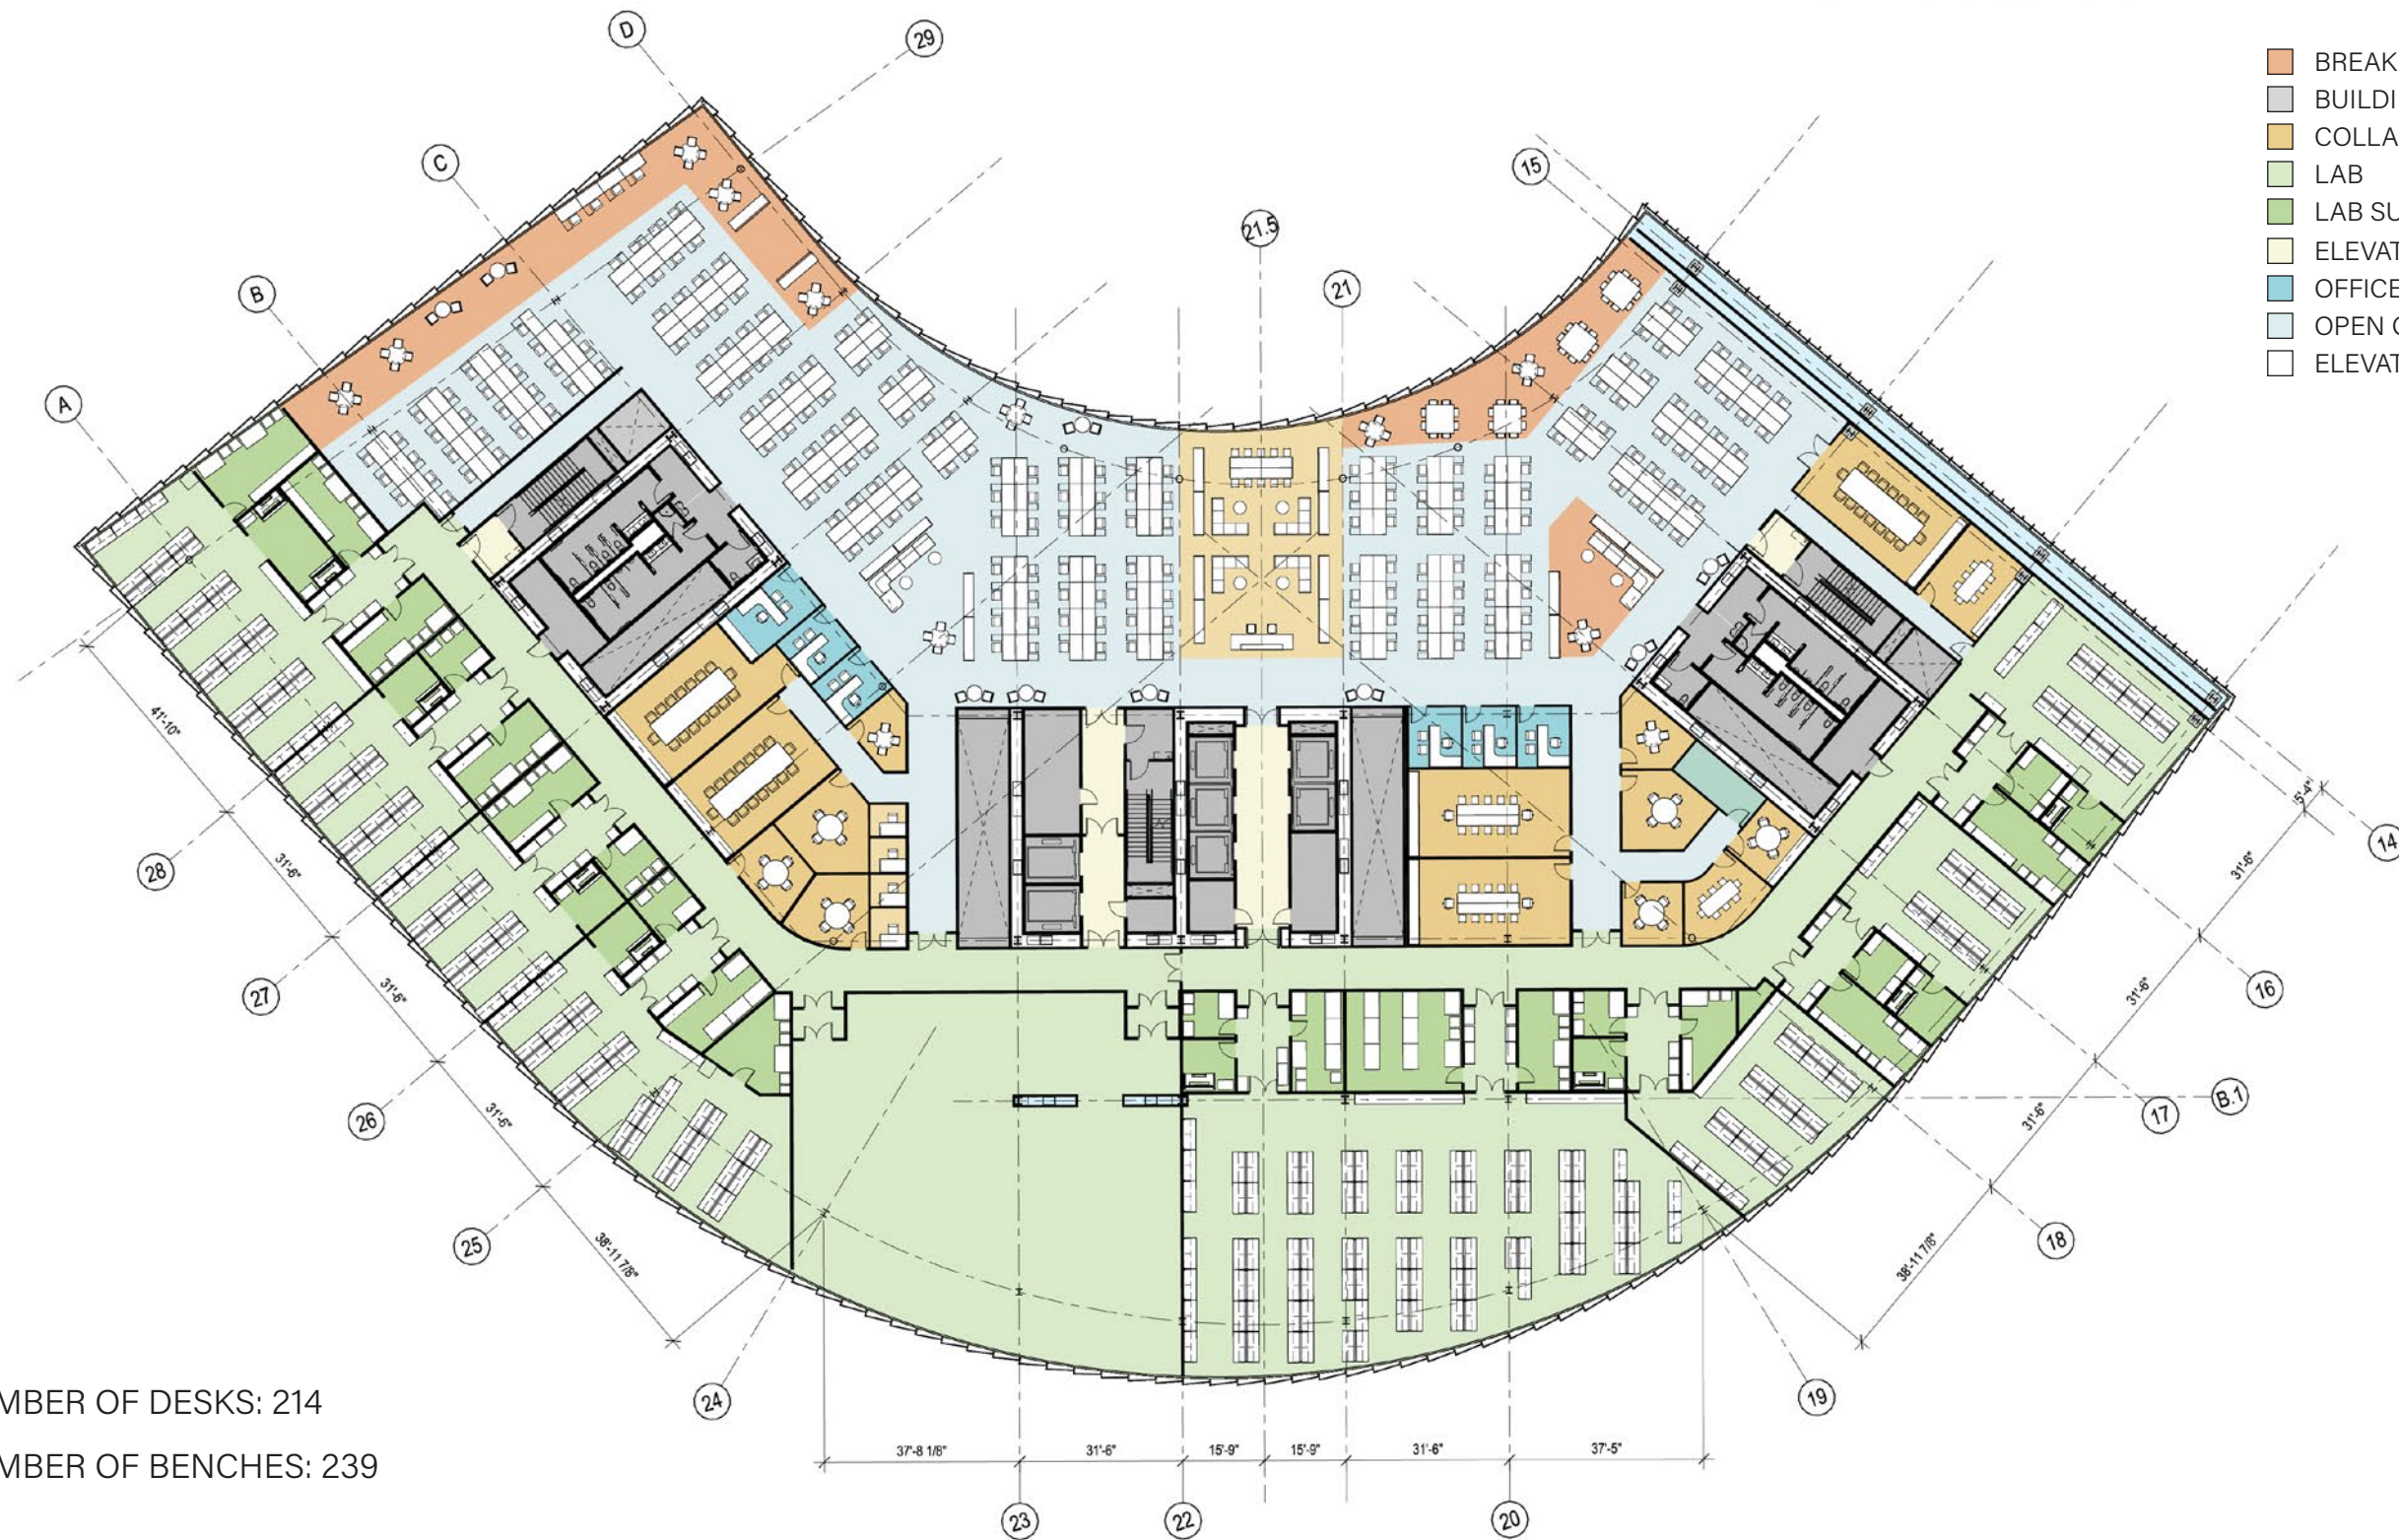 D
29
C
15
B
21.5
21
A
BREAK
BUILDI
COLLA
LAB
LAB SU
ELEVAT
OFFICE
OPEN O
ELEVAT
41'-10"
31'-6"
31'-6"
31'-6"
38'-11 7/8"
28
27
26
25
24
5'-4"
31'-6"
31'-6"
31'-6"
38'-11 7/8"
14
16
17
B.1
18
19
MBER OF DESKS: 214
MBER OF BENCHES: 239
37'-8 1/8"
31'-6"
15'-9"
15'-9"
31'-6"
37'-5"
23
22
20